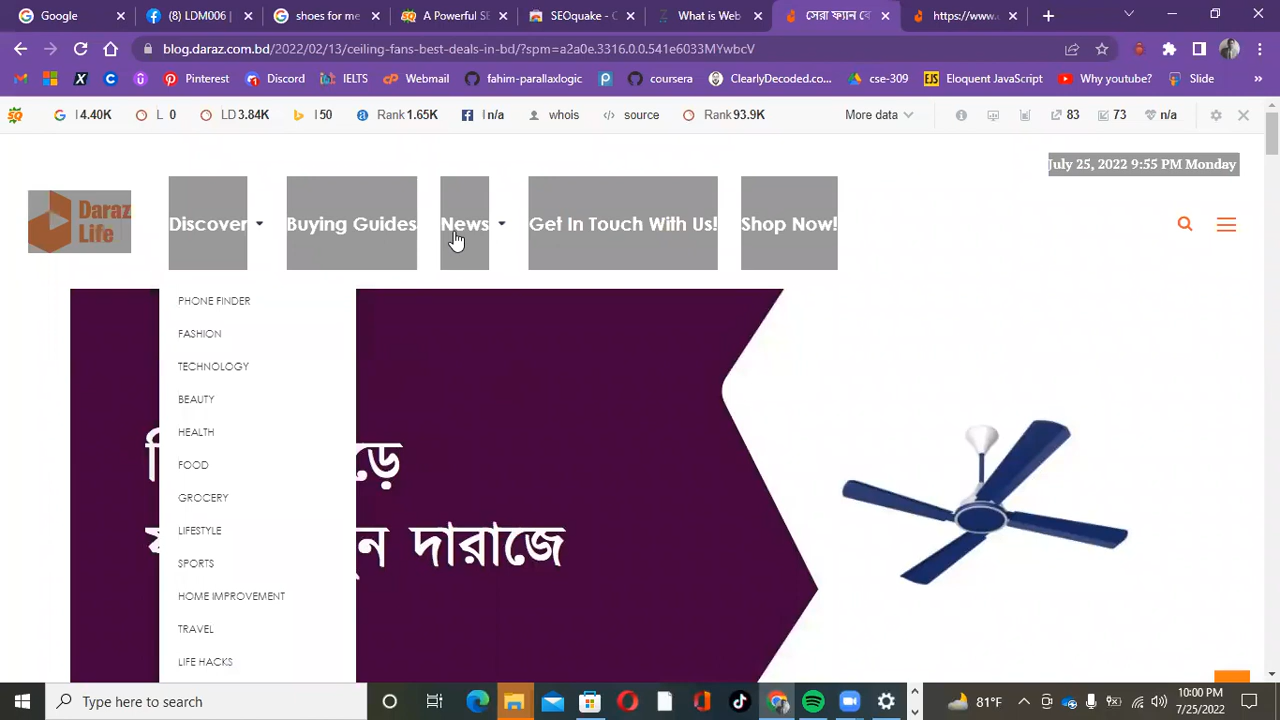 Google
(8) LDM006 |
shoes for me
A Powerful SE
SEOquake - C
What is Web
সেরা ফ্যান বে
https://www.
blog.daraz.com.bd/2022/02/13/ceiling-fans-best-deals-in-bd/?spm=a2a0e.3316.0.0.541e6033MYwbcV
Pinterest
Discord
IELTS
Webmail
fahim-parallaxlogic
coursera
ClearlyDecoded.co...
cse-309
Eloquent JavaScript
Why youtube?
Slide
I 4.40K
L 0
LD 3.84K
I 50
Rank 1.65K
I n/a
whois
source
Rank 93.9K
More data
83
73
n/a
July 25, 2022 9:55 PM Monday
Daraz
Life
Discover
Buying Guides
News
Get In Touch With Us!
Shop Now!
PHONE FINDER
FASHION
TECHNOLOGY
BEAUTY
HEALTH
FOOD
GROCERY
LIFESTYLE
SPORTS
HOME IMPROVEMENT
TRAVEL
LIFE HACKS
দারাজে
Type here to search
81°F
10:00 PM
7/25/2022